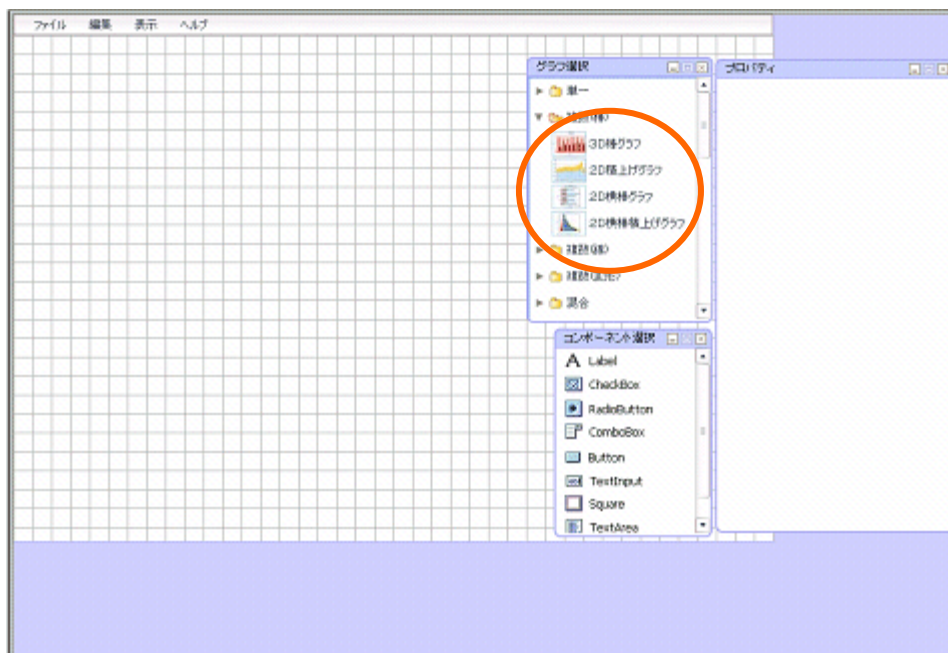 ファイル 編集 表示 ヘルプ
グラフ選択
単一
複数(棒)
3D棒グラフ
2D積上げグラフ
2D横棒グラフ
2D横棒積上げグラフ
混合
プロパティ
コンポーネント選択
Label
CheckBox
RadioButton
ComboBox
Button
TextInput
Square
TextArea